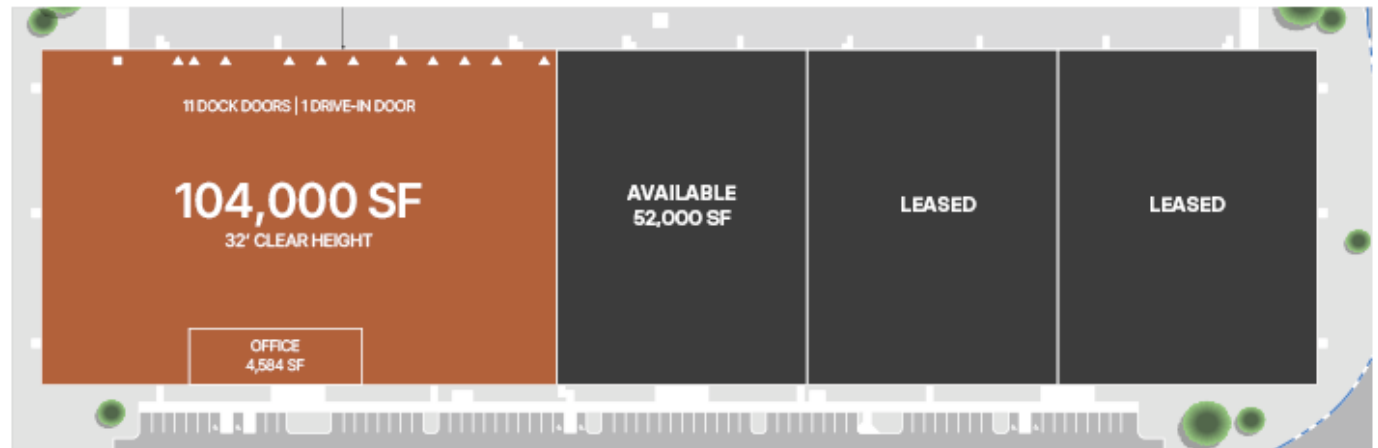 11 DOCK DOORS | 1 DRIVE-IN DOOR
104,000 SF
32' CLEAR HEIGHT
AVAILABLE
52,000 SF
LEASED
LEASED
OFFICE
4,584 SF